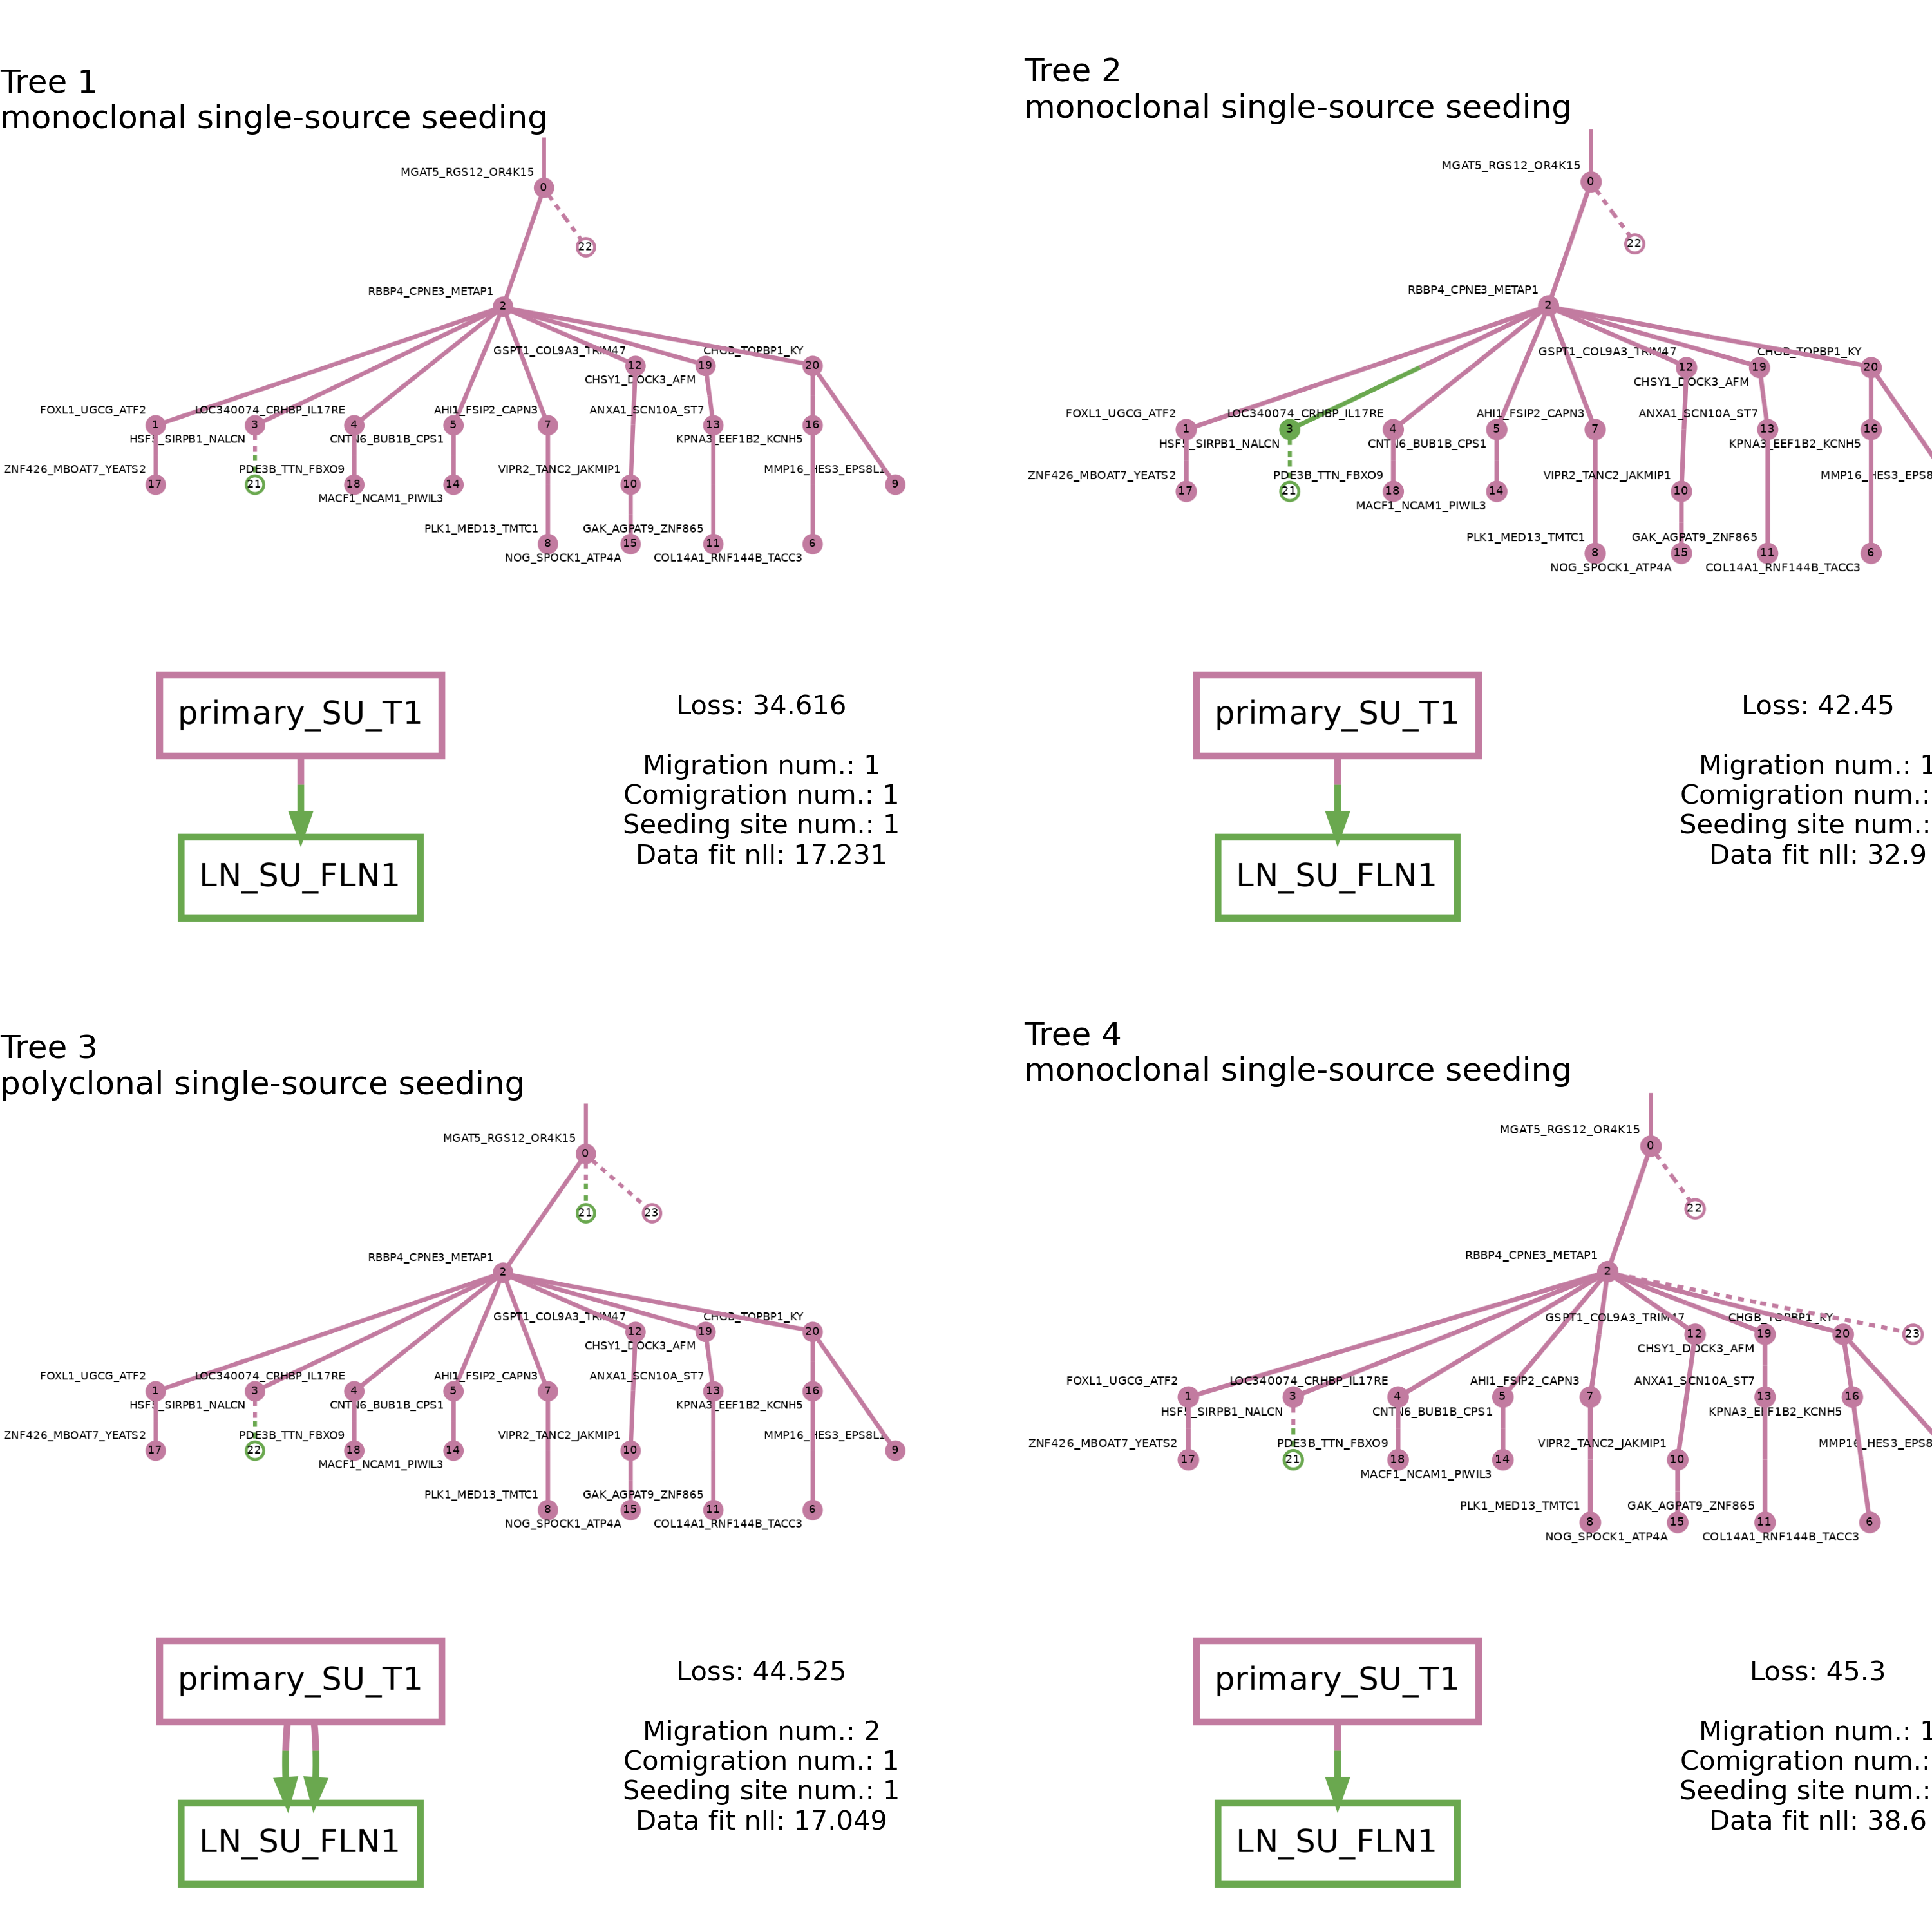 Tree 1
monoclonal single-source seeding
MGAT5_RGS12_OR4K15
0
22
RBBP4_CPNE3_METAP1
2
GSPT1_COL9A3_TRIM47
CHGB_TOPBP1_KY
12
19
20
CHSY1_DOCK3_AFM
FOXL1_UGCG_ATF2
LOC340074_CRHBP_IL17RE
AHI1_FSIP2_CAPN3
ANXA1_SCN10A_ST7
1
3
4
5
7
13
16
HSF5_SIRPB1_NALCN
CNTN6_BUB1B_CPS1
KPNA3_EEF1B2_KCNH5
ZNF426_MBOAT7_YEATS2
PDE3B_TTN_FBXO9
VIPR2_TANC2_JAKMIP1
MMP16_HES3_EPS8L
17
21
18
14
10
9
MACF1_NCAM1_PIWIL3
PLK1_MED13_TMTC1
GAK_AGPAT9_ZNF865
8
15
11
6
NOG_SPOCK1_ATP4A
COL14A1_RNF144B_TACC3
primary_SU_T1
LN_SU_FLN1
Loss: 34.616
Migration num.: 1
Comigration num.: 1
Seeding site num.: 1
Data fit nll: 17.231
Tree 2
monoclonal single-source seeding
MGAT5_RGS12_OR4K15
0
22
RBBP4_CPNE3_METAP1
2
GSPT1_COL9A3_TRIM47
CHGB_TOPBP1_KY
12
19
20
CHSY1_DOCK3_AFM
FOXL1_UGCG_ATF2
LOC340074_CRHBP_IL17RE
AHI1_FSIP2_CAPN3
ANXA1_SCN10A_ST7
1
3
4
5
7
13
16
HSF5_SIRPB1_NALCN
CNTN6_BUB1B_CPS1
KPNA3_EEF1B2_KCNH5
ZNF426_MBOAT7_YEATS2
PDE3B_TTN_FBXO9
VIPR2_TANC2_JAKMIP1
MMP16_HES3_EPS8
17
21
18
14
10
MACF1_NCAM1_PIWIL3
PLK1_MED13_TMTC1
GAK_AGPAT9_ZNF865
8
15
11
6
NOG_SPOCK1_ATP4A
COL14A1_RNF144B_TACC3
primary_SU_T1
LN_SU_FLN1
Loss: 42.45
Migration num.: 1
Comigration num.:
Seeding site num.:
Data fit nll: 32.9
Tree 3
polyclonal single-source seeding
MGAT5_RGS12_OR4K15
0
21
23
RBBP4_CPNE3_METAP1
2
GSPT1_COL9A3_TRIM47
CHGB_TOPBP1_KY
12
19
20
CHSY1_DOCK3_AFM
FOXL1_UGCG_ATF2
LOC340074_CRHBP_IL17RE
AHI1_FSIP2_CAPN3
ANXA1_SCN10A_ST7
1
3
4
5
7
13
16
HSF5_SIRPB1_NALCN
CNTN6_BUB1B_CPS1
KPNA3_EEF1B2_KCNH5
ZNF426_MBOAT7_YEATS2
PDE3B_TTN_FBXO9
VIPR2_TANC2_JAKMIP1
MMP16_HES3_EPS8L
17
22
18
14
10
9
MACF1_NCAM1_PIWIL3
PLK1_MED13_TMTC1
GAK_AGPAT9_ZNF865
8
15
11
6
NOG_SPOCK1_ATP4A
COL14A1_RNF144B_TACC3
primary_SU_T1
LN_SU_FLN1
Loss: 44.525
Migration num.: 2
Comigration num.: 1
Seeding site num.: 1
Data fit nll: 17.049
Tree 4
monoclonal single-source seeding
MGAT5_RGS12_OR4K15
0
22
RBBP4_CPNE3_METAP1
2
GSPT1_COL9A3_TRIM47
CHGB_TOPBP1_KY
12
19
20
23
CHSY1_DOCK3_AFM
FOXL1_UGCG_ATF2
LOC340074_CRHBP_IL17RE
AHI1_FSIP2_CAPN3
ANXA1_SCN10A_ST7
1
3
4
5
7
13
16
HSF5_SIRPB1_NALCN
CNTN6_BUB1B_CPS1
KPNA3_EEF1B2_KCNH5
ZNF426_MBOAT7_YEATS2
PDE3B_TTN_FBXO9
VIPR2_TANC2_JAKMIP1
MMP16_HES3_EPS8
17
21
18
14
10
MACF1_NCAM1_PIWIL3
PLK1_MED13_TMTC1
GAK_AGPAT9_ZNF865
8
15
11
6
NOG_SPOCK1_ATP4A
COL14A1_RNF144B_TACC3
primary_SU_T1
LN_SU_FLN1
Loss: 45.3
Migration num.: 1
Comigration num.:
Seeding site num.:
Data fit nll: 38.6